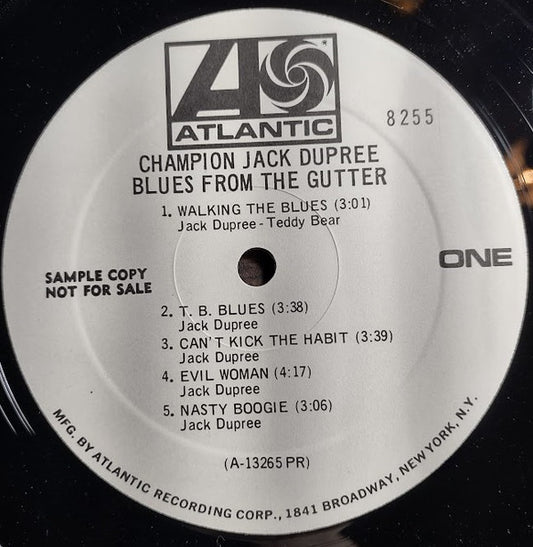 ATLANTIC
8255
CHAMPION JACK DUPREE
BLUES FROM THE GUTTER
1. WALKING THE BLUES (3:01)
Jack Dupree - Teddy Bear
ONE
SAMPLE COPY
NOT FOR SALE
2. T. B. BLUES (3:38)
Jack Dupree
3. CAN'T KICK THE HABIT (3:39)
Jack Dupree
4. EVIL WOMAN (4:17)
Jack Dupree
5. NASTY BOOGIE (3:06)
Jack Dupree
(A-13265 PR)
MFG. BY ATLANTIC RECORDING CORP., 1841 BROADWAY, NEW YORK, N.Y.